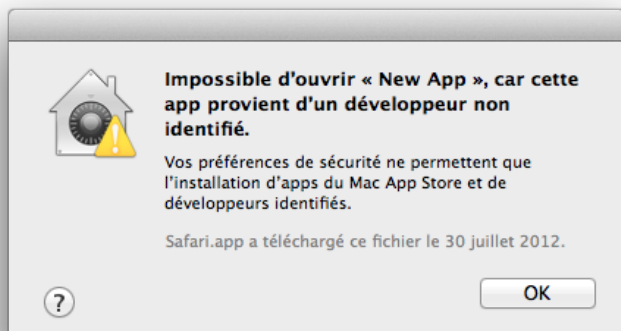 Impossible d'ouvrir « New App », car cette
app provient d'un développeur non
identifié.
Vos préférences de sécurité ne permettent que
l'installation d'apps du Mac App Store et de
développeurs identifiés.
Safari.app a téléchargé ce fichier le 30 juillet 2012.
?
OK